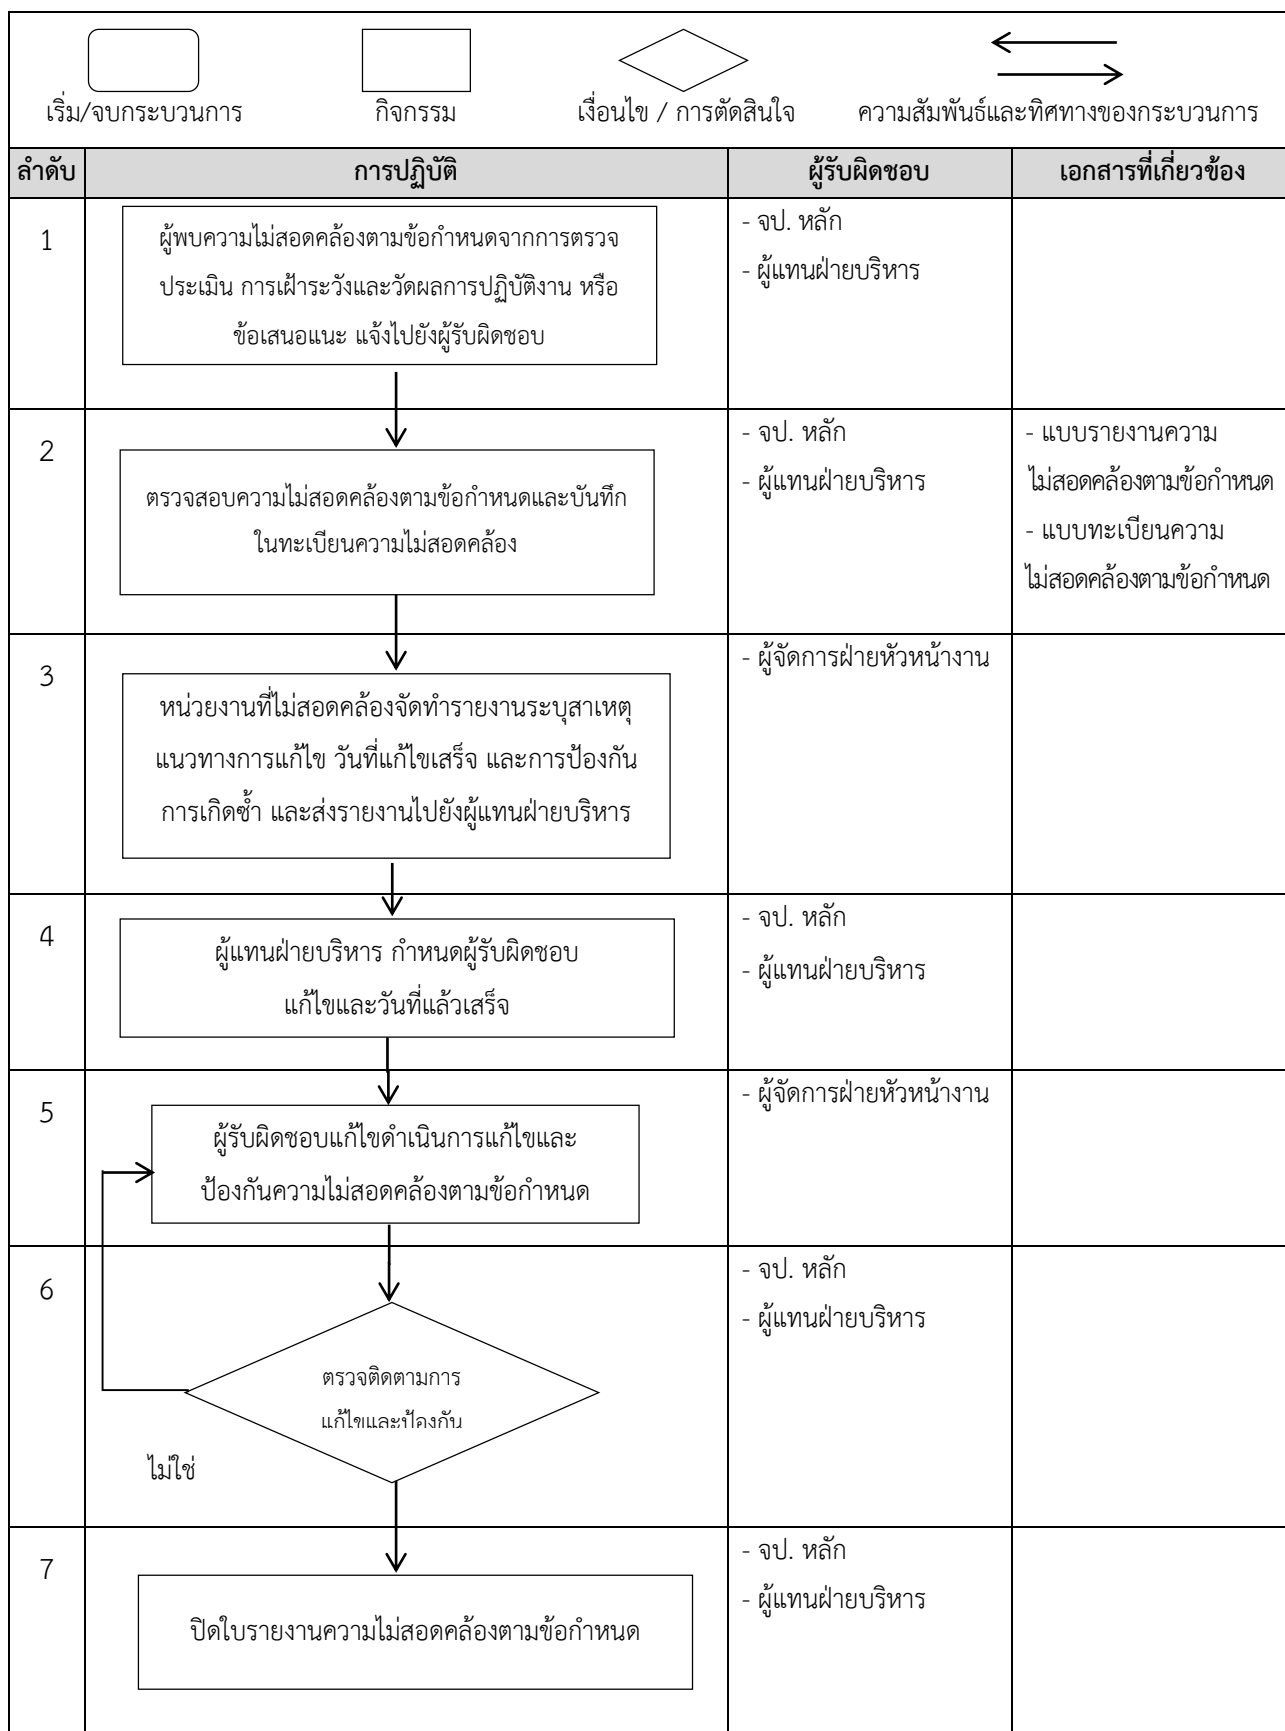 เริ่ม/จบกระบวนการ กิจกรรม เงื่อนไข / การตัดสินใจ ความสัมพันธ์และทิศทางของกระบวนการ
ลำดับ การปฏิบัติ ผู้รับผิดชอบ เอกสารที่เกี่ยวข้อง
1
ผู้พบความไม่สอดคล้องตามข้อกำหนดจากการตรวจ
ประเมิน การเฝ้าระวังและวัดผลการปฏิบัติงาน หรือ
ข้อเสนอแนะ แจ้งไปยังผู้รับผิดชอบ
- จป. หลัก
- ผู้แทนฝ่ายบริหาร
2
ตรวจสอบความไม่สอดคล้องตามข้อกำหนดและบันทึก
ในทะเบียนความไม่สอดคล้อง
- จป. หลัก
- ผู้แทนฝ่ายบริหาร
- แบบรายงานความ
ไม่สอดคล้องตามข้อกำหนด
- แบบทะเบียนความ
ไม่สอดคล้องตามข้อกำหนด
3
หน่วยงานที่ไม่สอดคล้องจัดทำรายงานระบุสาเหตุ
แนวทางการแก้ไข วันที่แก้ไขเสร็จ และการป้องกัน
การเกิดซ้ำ และส่งรายงานไปยังผู้แทนฝ่ายบริหาร
- ผู้จัดการฝ่ายหัวหน้างาน
4
ผู้แทนฝ่ายบริหาร กำหนดผู้รับผิดชอบ
แก้ไขและวันที่แล้วเสร็จ
- จป. หลัก
- ผู้แทนฝ่ายบริหาร
5
ผู้รับผิดชอบแก้ไขดำเนินการแก้ไขและ
ป้องกันความไม่สอดคล้องตามข้อกำหนด
- ผู้จัดการฝ่ายหัวหน้างาน
6
ตรวจติดตามการ
แก้ไขและป้องกัน
ไม่ใช่
- จป. หลัก
- ผู้แทนฝ่ายบริหาร
7
ปิดใบรายงานความไม่สอดคล้องตามข้อกำหนด
- จป. หลัก
- ผู้แทนฝ่ายบริหาร